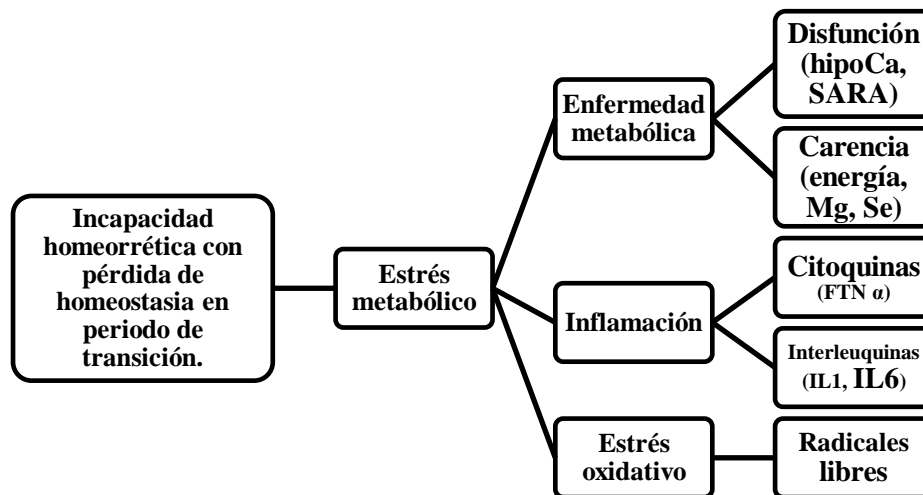 Incapacidad
homeorrética con
pérdida de
homeostasia en
periodo de
transición.
Estrés
metabólico
Enfermedad
metabólica
Disfunción
(hipoCa,
SARA)
Carencia
(energía,
Mg, Se)
Inflamación
Citoquinas
(FTN α)
Interleuquinas
(IL1, IL6)
Estrés
oxidativo
Radicales
libres